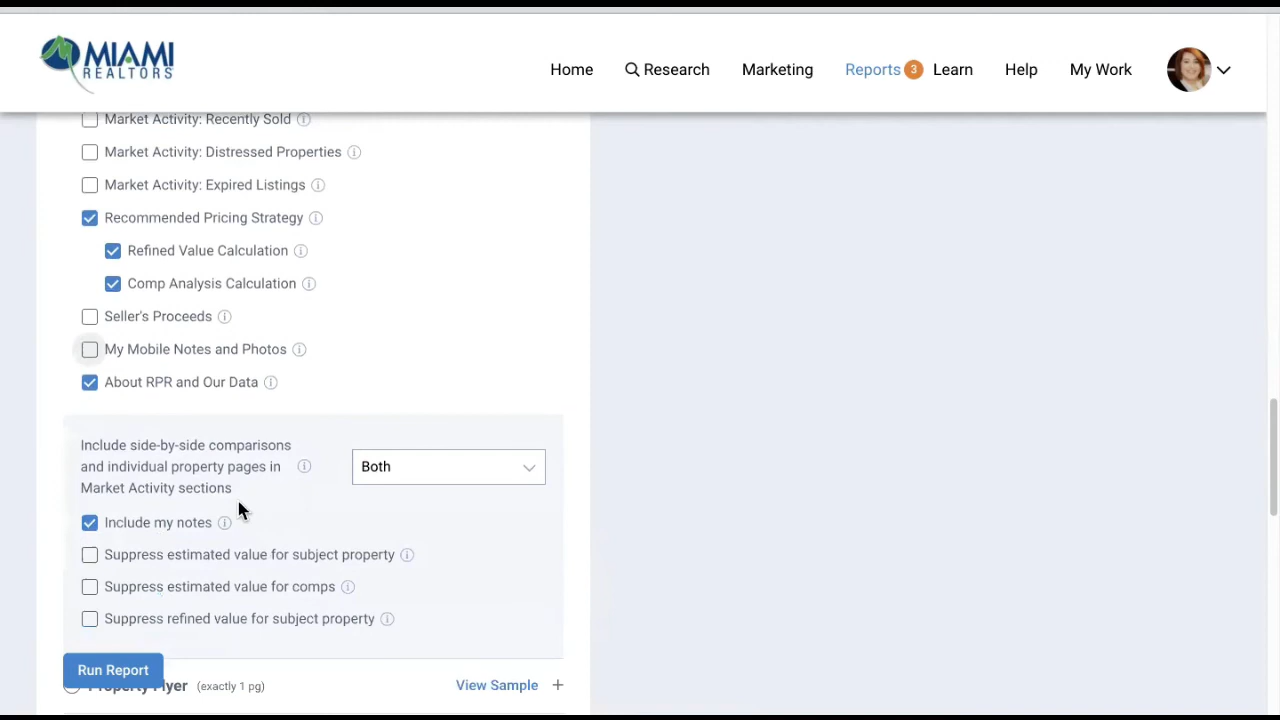 MIAMI
REALTORS
Home
Research
Marketing
Reports 3
Learn
Help
My Work
Market Activity: Recently Sold
Market Activity: Distressed Properties
Market Activity: Expired Listings
Recommended Pricing Strategy
Refined Value Calculation
Comp Analysis Calculation
Seller's Proceeds
My Mobile Notes and Photos
About RPR and Our Data
Include side-by-side comparisons
and individual property pages in
Market Activity sections
Both
Include my notes
Suppress estimated value for subject property
Suppress estimated value for comps
Suppress refined value for subject property
Run Report
Property Flyer (exactly 1 pg)
View Sample +